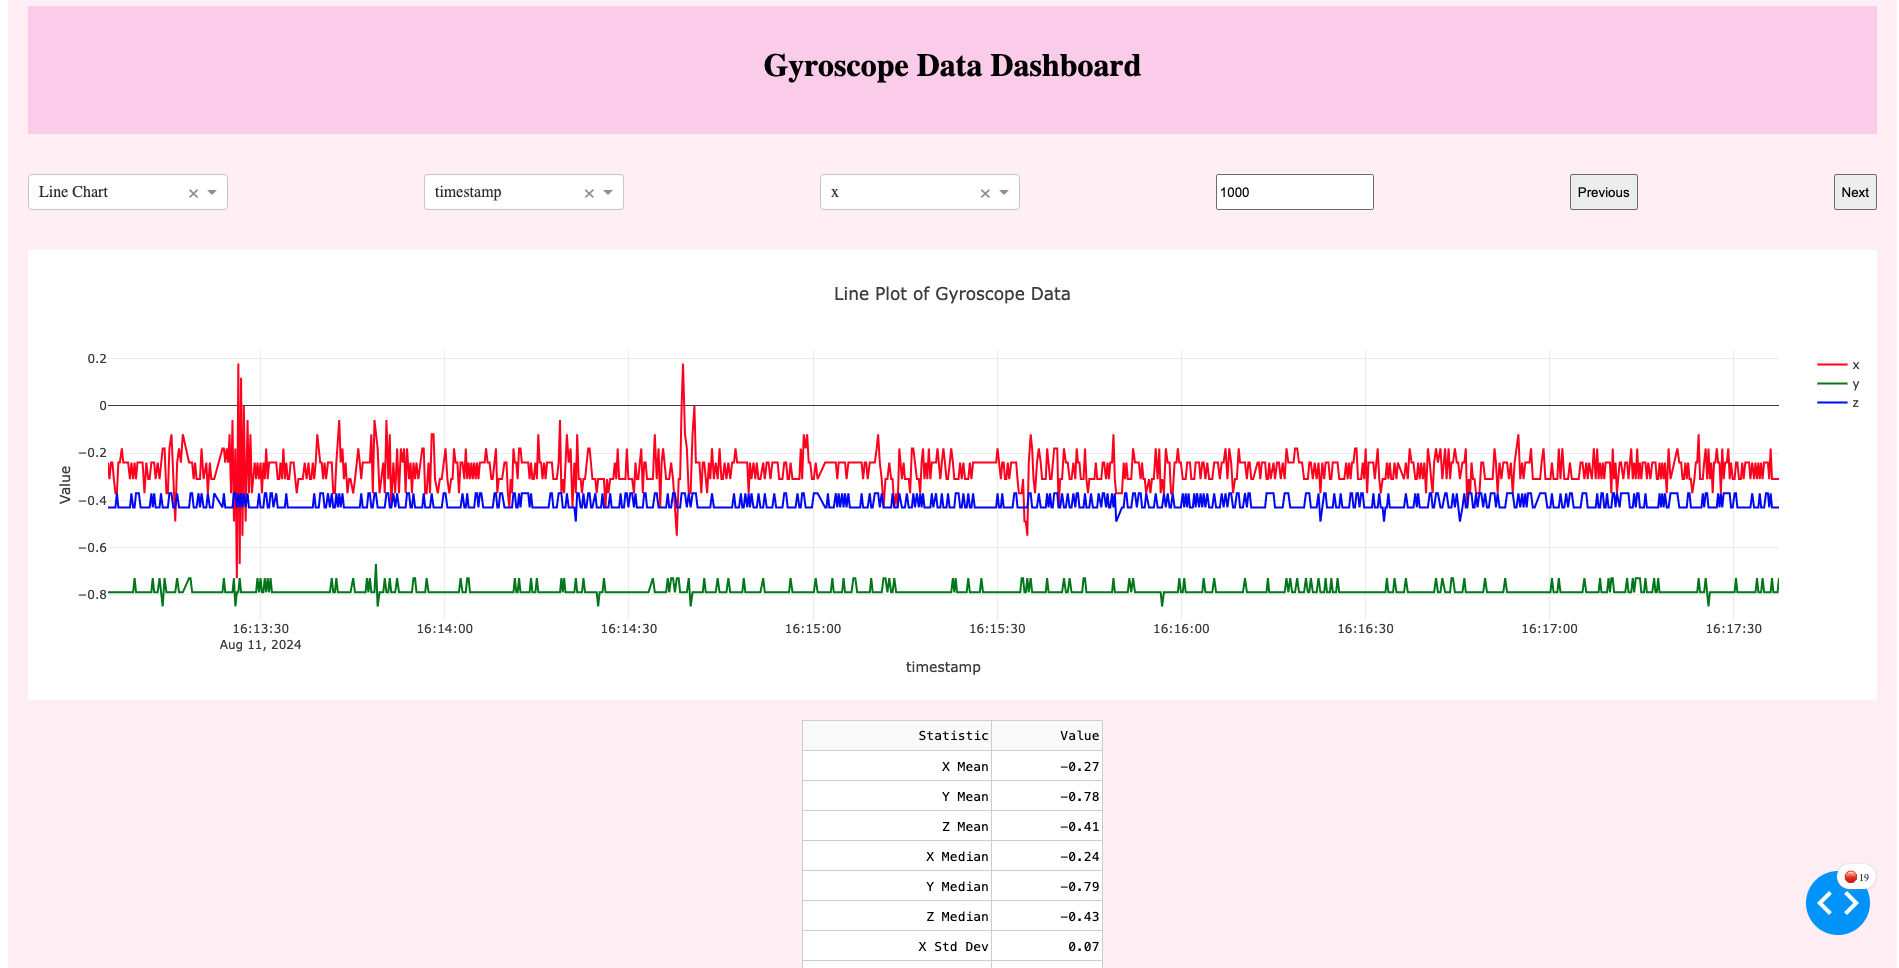 Gyroscope Data Dashboard
Line Chart × timestamp × x × 1000 Previous Next
Line Plot of Gyroscope Data
0.2
0
−0.2
−0.4
−0.6
−0.8
Value
16:13:30 16:14:00 16:14:30 16:15:00 16:15:30 16:16:00 16:16:30 16:17:00 16:17:30
Aug 11, 2024
timestamp
x
y
z
Statistic Value
X Mean −0.27
Y Mean −0.78
Z Mean −0.41
X Median −0.24
Y Median −0.79
Z Median −0.43
X Std Dev 0.07
19